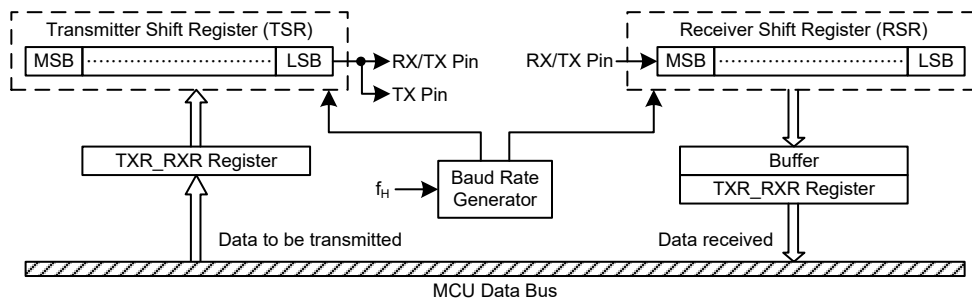 Transmitter Shift Register (TSR)
MSB
LSB
RX/TX Pin
TX Pin
Receiver Shift Register (RSR)
RX/TX Pin
MSB
LSB
TXR_RXR Register
fH
Baud Rate
Generator
Buffer
TXR_RXR Register
Data to be transmitted
Data received
MCU Data Bus